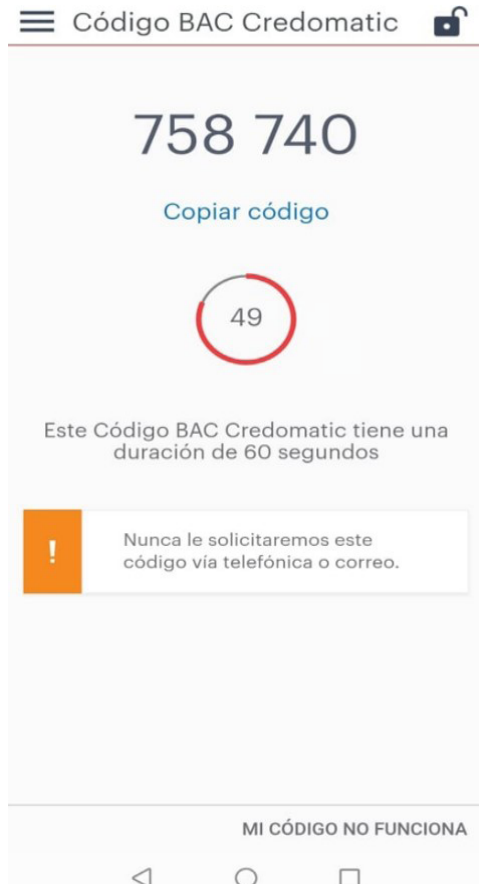 Código BAC Credomatic
758 740
Copiar código
49
Este Código BAC Credomatic tiene una
duración de 60 segundos
!
Nunca le solicitaremos este
código vía telefónica o correo.
MI CÓDIGO NO FUNCIONA